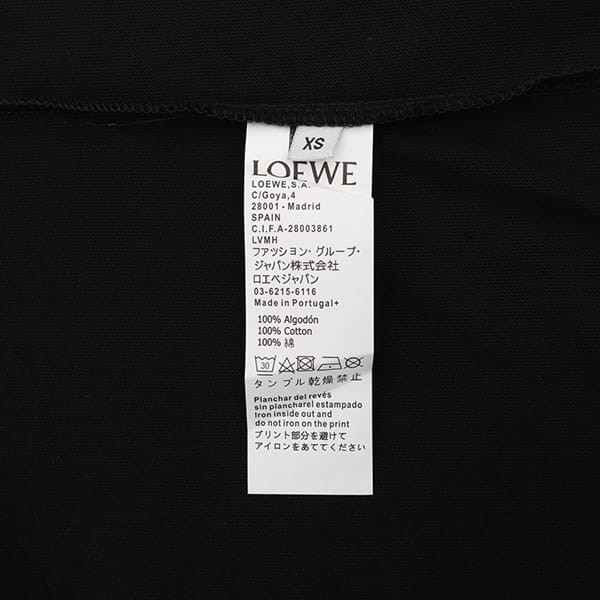 XS
LOEWE
LOEWE,S.A.
C/Goya,4
28001 - Madrid
SPAIN
C.I.F.A-28003861
LVMH
ファッション・グループ・
ジャパン株式会社
ロエベジャパン
03-6215-6116
Made in Portugal+
100% Algodón
100% Cotton
100% 綿
30
タンブル乾燥禁止
Planchar del revés
sin plancharel estampado
Iron inside out and
do not iron on the print
プリント部分を避けて
アイロンをあててください